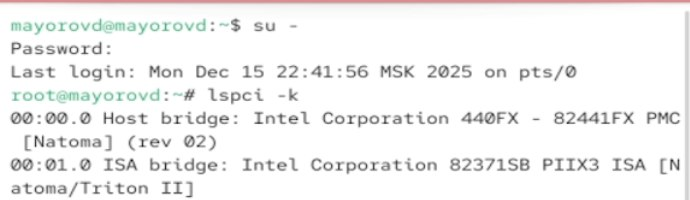 mayorovd@mayorovd:~$ su -
Password:
Last login: Mon Dec 15 22:41:56 MSK 2025 on pts/0
root@mayorovd:~# lspci -k
00:00.0 Host bridge: Intel Corporation 440FX - 82441FX PMC
 [Natoma] (rev 02)
00:01.0 ISA bridge: Intel Corporation 82371SB PIIX3 ISA [N
atoma/Triton II]